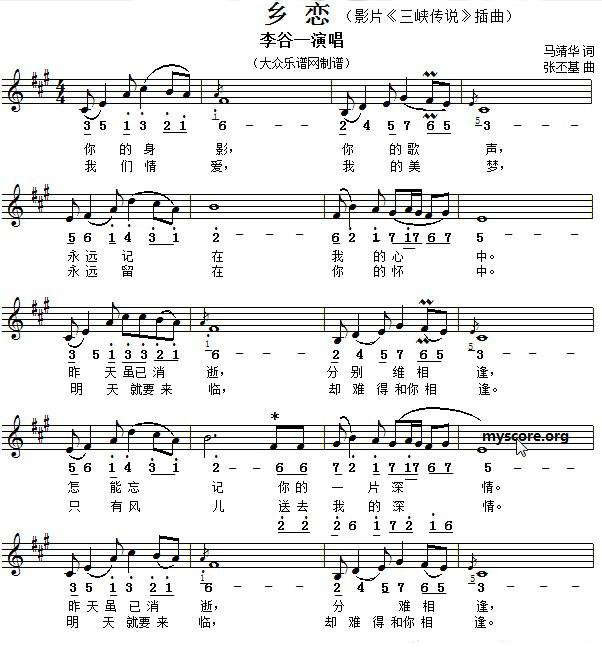 乡 恋 (影片《三峡传说》插曲)
李谷一演唱
马靖华 词
(大众乐谱网制谱)
张丕基 曲
4/4
3 5 1 3 2 1 6 - - - 2 4 5 7 6 5 3 - - -
你 的 身 影, 你 的 歌 声,
我 们 情 爱, 我 的 美 梦,
5 6 1 4 3 1 2 - - - 6 2 1 7 1 7 6 7 5 5 - - -
永 远 记 在 我 的 心 中。
永 远 留 在 你 的 怀 中。
3 5 1 3 3 2 1 6 - - - 2 4 5 7 6 5 3 - - -
昨 天 虽已 消 逝, 分 别 维 相 逢,
明 天 就要 来 临, 却 难 得 和你 相 逢。
*
myscore.org
5 6 1 4 3 1 2 - - 6 6 7 2 1 7 1 7 6 5 - - -
怎 能 忘 记 你 的 一 片 深 情。
只 有 风 儿 送 去 我 的 深 情。
2 2 2 6 1 7 2 1 6
3 5 1 3 2 1 6 - - - 2 4 5 7 6 5 3 - - -
昨 天 虽 已 消 逝, 分 难 相 逢,
明 天 就 要 来 临, 却 难 得 和你 相 逢。